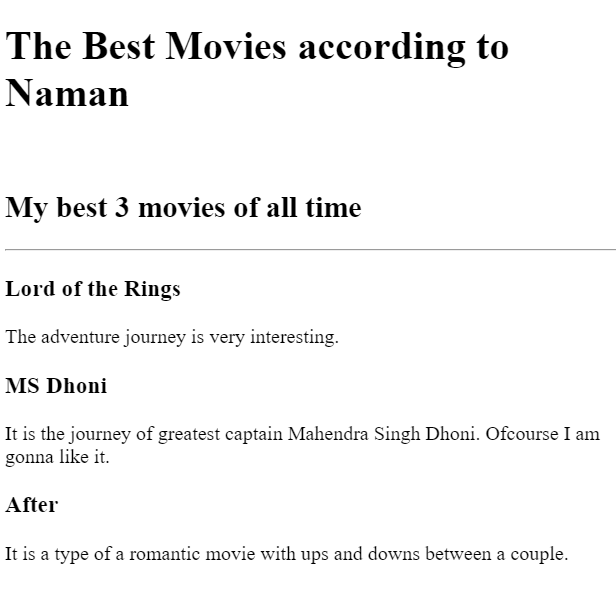 The Best Movies according to
Naman
My best 3 movies of all time
Lord of the Rings
The adventure journey is very interesting.
MS Dhoni
It is the journey of greatest captain Mahendra Singh Dhoni. Ofcourse I am
gonna like it.
After
It is a type of a romantic movie with ups and downs between a couple.